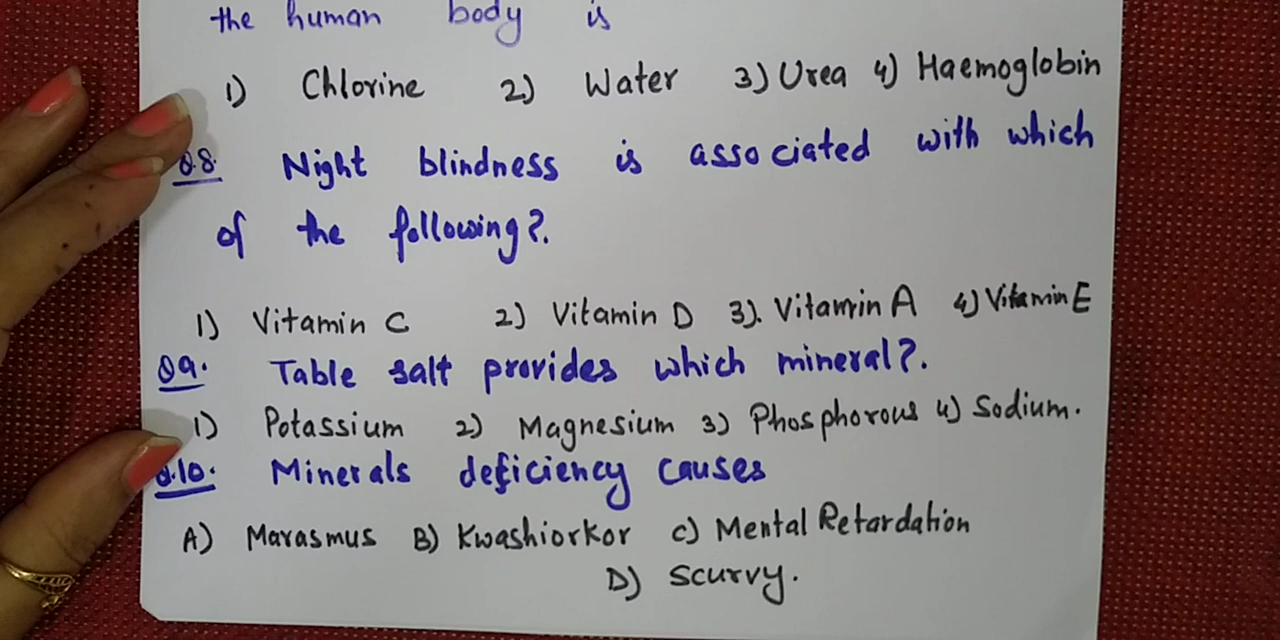 the human body is
1) Chlorine 2) Water 3) Urea 4) Haemoglobin
Q.8. Night blindness is associated with which
of the following?.
1) Vitamin C 2) Vitamin D 3). Vitamin A 4) Vitamin E
Q9. Table salt provides which mineral?.
1) Potassium 2) Magnesium 3) Phosphorous 4) Sodium.
Q.10. Minerals deficiency causes
A) Marasmus B) Kwashiorkor C) Mental Retardation
D) Scurvy.